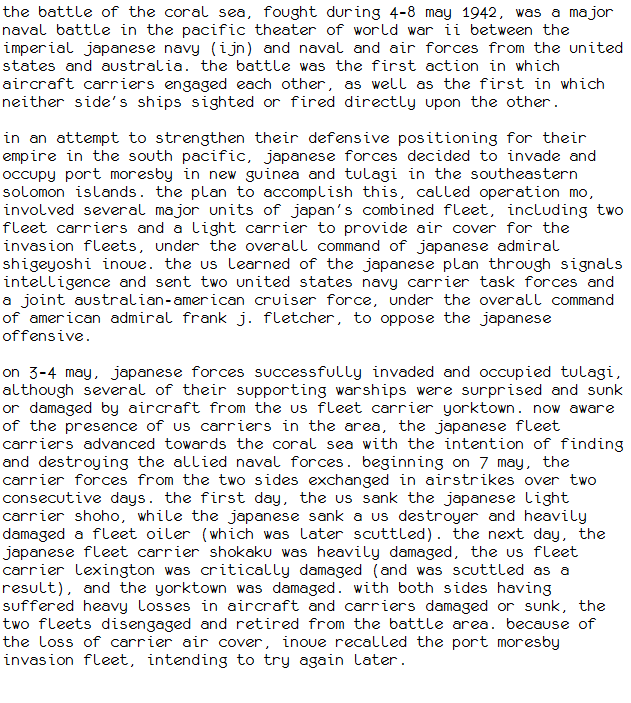 the battle of the coral sea, fought during 4-8 may 1942, was a major
naval battle in the pacific theater of world war ii between the
imperial japanese navy (ijn) and naval and air forces from the united
states and australia. the battle was the first action in which
aircraft carriers engaged each other, as well as the first in which
neither side's ships sighted or fired directly upon the other.

in an attempt to strengthen their defensive positioning for their
empire in the south pacific, japanese forces decided to invade and
occupy port moresby in new guinea and tulagi in the southeastern
solomon islands. the plan to accomplish this, called operation mo,
involved several major units of japan's combined fleet, including two
fleet carriers and a light carrier to provide air cover for the
invasion fleets, under the overall command of japanese admiral
shigeyoshi inoue. the us learned of the japanese plan through signals
intelligence and sent two united states navy carrier task forces and
a joint australian-american cruiser force, under the overall command
of american admiral frank j. fletcher, to oppose the japanese
offensive.

on 3-4 may, japanese forces successfully invaded and occupied tulagi,
although several of their supporting warships were surprised and sunk
or damaged by aircraft from the us fleet carrier yorktown. now aware
of the presence of us carriers in the area, the japanese fleet
carriers advanced towards the coral sea with the intention of finding
and destroying the allied naval forces. beginning on 7 may, the
carrier forces from the two sides exchanged in airstrikes over two
consecutive days. the first day, the us sank the japanese light
carrier shoho, while the japanese sank a us destroyer and heavily
damaged a fleet oiler (which was later scuttled). the next day, the
japanese fleet carrier shokaku was heavily damaged, the us fleet
carrier lexington was critically damaged (and was scuttled as a
result), and the yorktown was damaged. with both sides having
suffered heavy losses in aircraft and carriers damaged or sunk, the
two fleets disengaged and retired from the battle area. because of
the loss of carrier air cover, inoue recalled the port moresby
invasion fleet, intending to try again later.